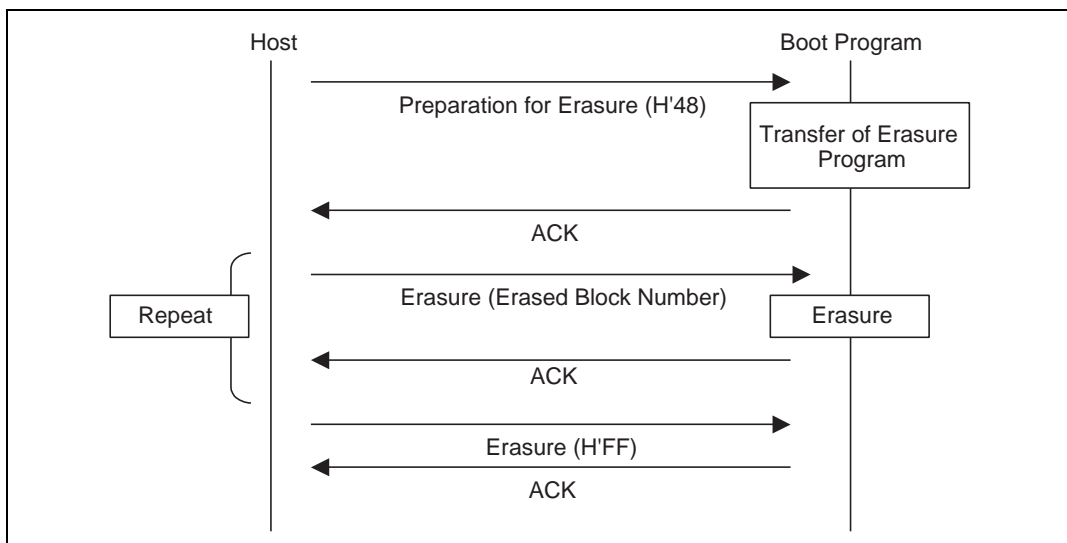 Host
Boot Program
Preparation for Erasure (H'48)
Transfer of Erasure
Program
ACK
Erasure (Erased Block Number)
Repeat
Erasure
ACK
Erasure (H'FF)
ACK